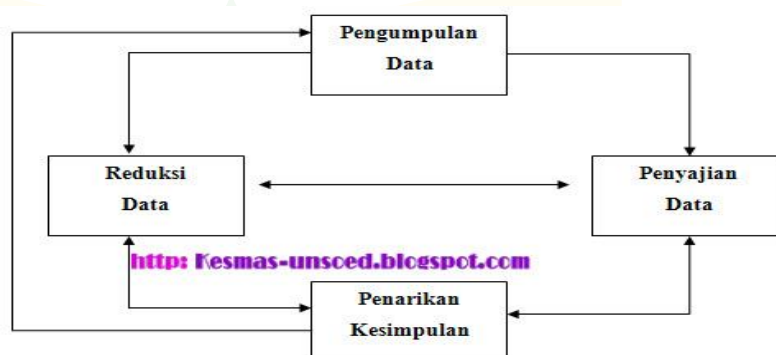 Pengumpulan
Data
Reduksi
Data
Penyajian
Data
http: Kesmas-unsoed.blogspot.com
Penarikan
Kesimpulan